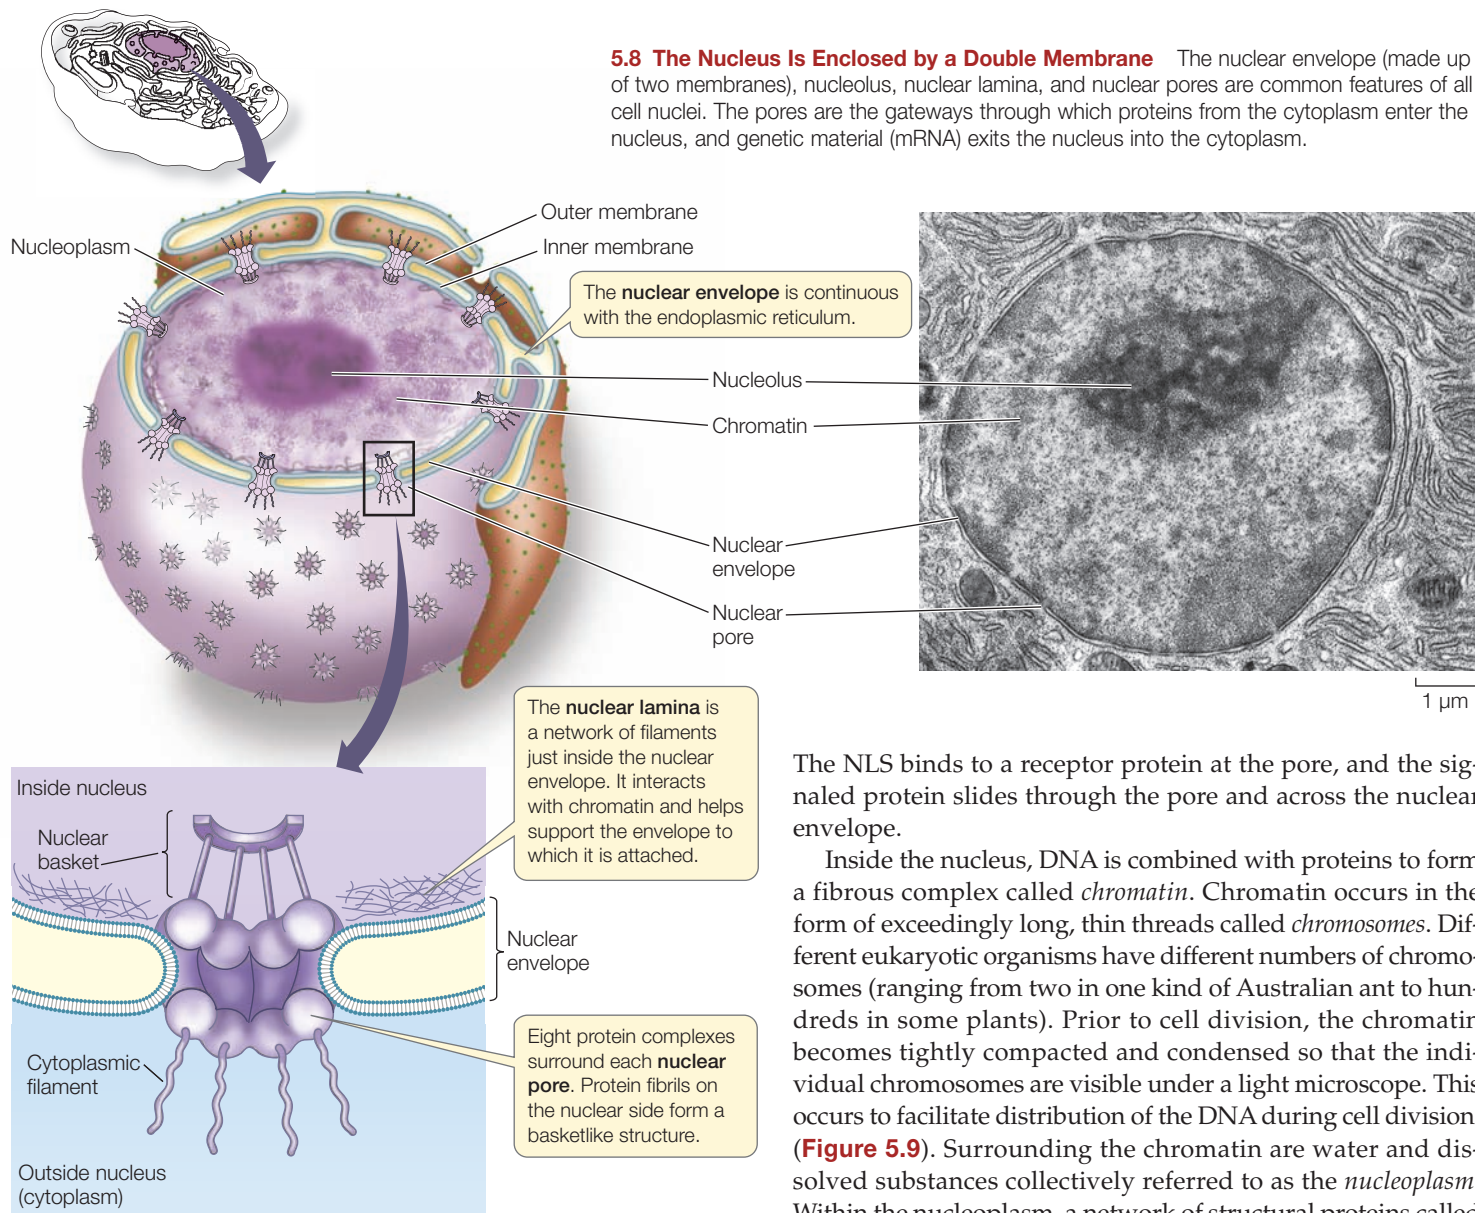 5.8 The Nucleus Is Enclosed by a Double Membrane The nuclear envelope (made up
of two membranes), nucleolus, nuclear lamina, and nuclear pores are common features of all
cell nuclei. The pores are the gateways through which proteins from the cytoplasm enter the
nucleus, and genetic material (mRNA) exits the nucleus into the cytoplasm.
Nucleoplasm
Outer membrane
Inner membrane
The nuclear envelope is continuous
with the endoplasmic reticulum.
Nucleolus
Chromatin
Nuclear
envelope
Nuclear
pore
1 µm
The nuclear lamina is
a network of filaments
just inside the nuclear
envelope. It interacts
with chromatin and helps
support the envelope to
which it is attached.
Inside nucleus
Nuclear
basket
Nuclear
envelope
Eight protein complexes
surround each nuclear
pore. Protein fibrils on
the nuclear side form a
basketlike structure.
Cytoplasmic
filament
Outside nucleus
(cytoplasm)
The NLS binds to a receptor protein at the pore, and the sig-
naled protein slides through the pore and across the nuclear
envelope.
Inside the nucleus, DNA is combined with proteins to form
a fibrous complex called chromatin. Chromatin occurs in the
form of exceedingly long, thin threads called chromosomes. Dif-
ferent eukaryotic organisms have different numbers of chromo-
somes (ranging from two in one kind of Australian ant to hun-
dreds in some plants). Prior to cell division, the chromatin
becomes tightly compacted and condensed so that the indi-
vidual chromosomes are visible under a light microscope. This
occurs to facilitate distribution of the DNA during cell division
(Figure 5.9). Surrounding the chromatin are water and dis-
solved substances collectively referred to as the nucleoplasm.
Within the nucleoplasm, a network of structural proteins called